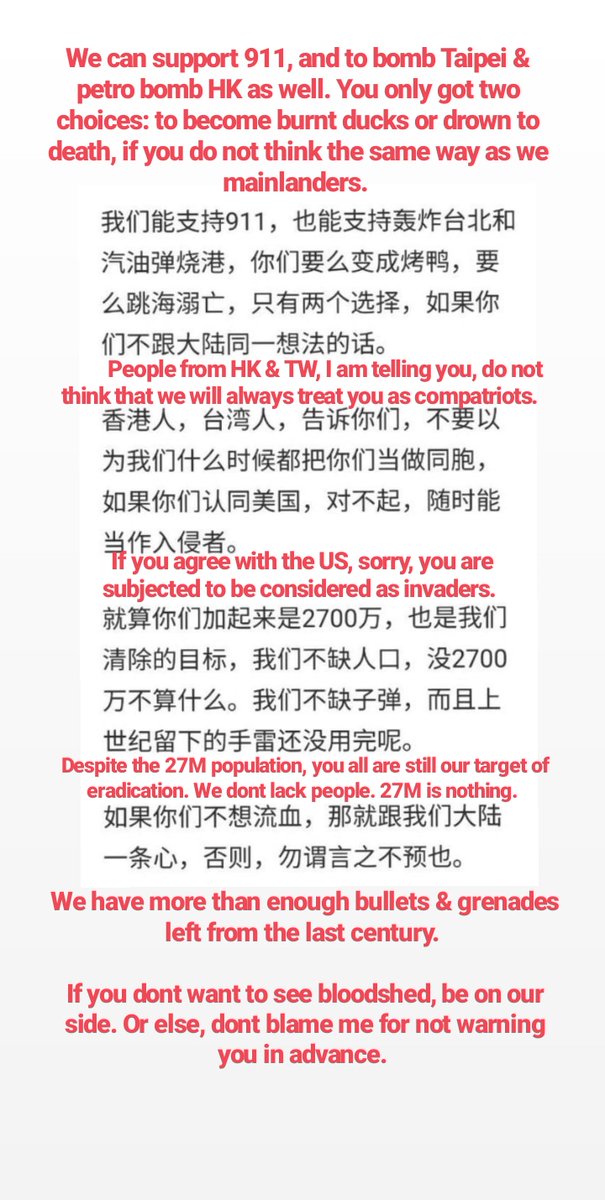 We can support 911, and to bomb Taipei &
petro bomb HK as well. You only got two
choices: to become burnt ducks or drown to
death, if you do not think the same way as we
mainlanders.
我们能支持911，也能支持轰炸台北和
汽油弹烧港，你们要么变成烤鸭，要
么跳海溺亡，只有两个选择，如果你
们不跟大陆同一想法的话。
People from HK & TW, I am telling you, do not
think that we will always treat you as compatriots.
香港人，台湾人，告诉你们，不要以
为我们什么时候都把你们当做同胞，
如果你们认同美国，对不起，随时能
当作入侵者。
If you agree with the US, sorry, you are
subjected to be considered as invaders.
就算你们加起来是2700万，也是我们
清除的目标，我们不缺人口，没2700
万不算什么。我们不缺子弹，而且上
世纪留下的手雷还没用完呢。
Despite the 27M population, you all are still our target of
eradication. We dont lack people. 27M is nothing.
如果你们不想流血，那就跟我们大陆
一条心，否则，勿谓言之不预也。
We have more than enough bullets & grenades
left from the last century.
If you dont want to see bloodshed, be on our
side. Or else, dont blame me for not warning
you in advance.